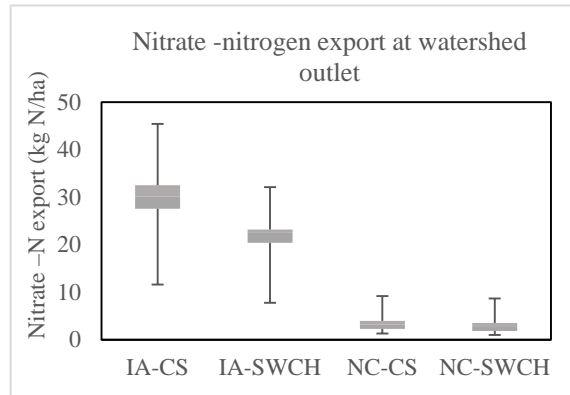 Nitrate -nitrogen export at watershed
outlet
Nitrate –N export (kg N/ha)
50
40
30
20
10
0
IA-CS IA-SWCH NC-CS NC-SWCH